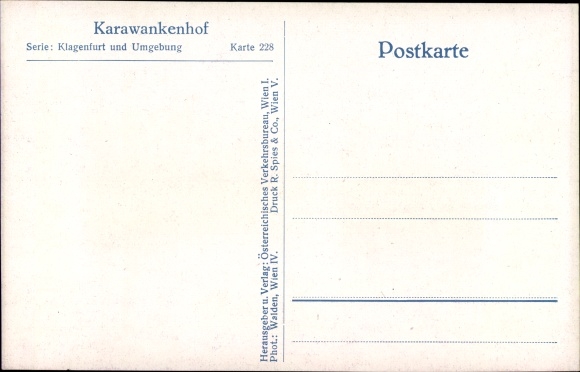 Karawankenhof
Serie: Klagenfurt und Umgebung Karte 228
Postkarte
Herausgeber u. Verlag: Österreichisches Verkehrsbureau, Wien I.
Phot.: Walden, Wien IV. Druck R. Spies & Co., Wien V.